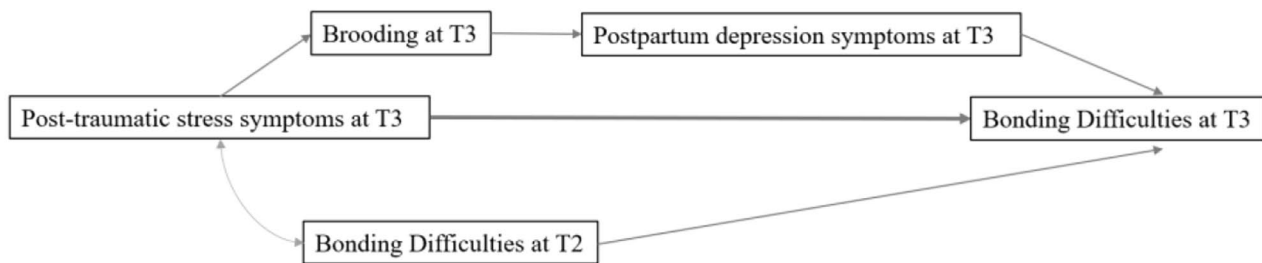 Brooding at T3
Postpartum depression symptoms at T3
Post-traumatic stress symptoms at T3
Bonding Difficulties at T3
Bonding Difficulties at T2